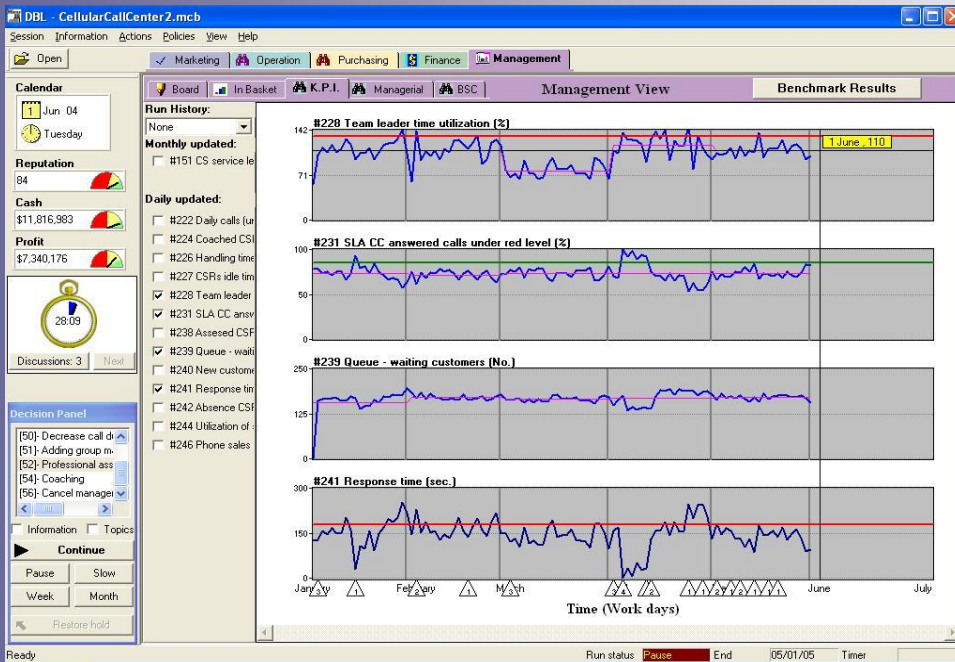 DBL - CellularCallCenter2.mcb
Session Information Actions Policies View Help
Open
Marketing Operation Purchasing Finance Management
Board In Basket K.P.I. Managerial BSC Management View Benchmark Results
Calendar
1 Jun 04
Tuesday
Reputation
84
Cash
$11,816,983
Profit
$7,340,176
28:09
Discussions: 3 Next
Decision Panel
[50]- Decrease call d
[51]- Adding group m
[52]- Professional ass
[54]- Coaching
[56]- Cancel manage
Information Topics
Continue
Pause Slow
Week Month
Restore hold
Run History:
None
Monthly updated:
#151 CS service le
Daily updated:
#222 Daily calls (u
#224 Coached CS
#226 Handling time
#227 CSRs idle tim
#228 Team leader
#231 SLA CC answ
#238 Assesed CSF
#239 Queue - waiti
#240 New custome
#241 Response tim
#242 Absence CSF
#244 Utilization of
#246 Phone sales
#228 Team leader time utilization (%)
142
71
0
1 June , 110
#231 SLA CC answered calls under red level (%)
100
50
0
#239 Queue - waiting customers (No.)
250
125
0
#241 Response time (sec.)
300
150
0
June July
Time (Work days)
Ready Run status Pause End 05/01/05 Timer